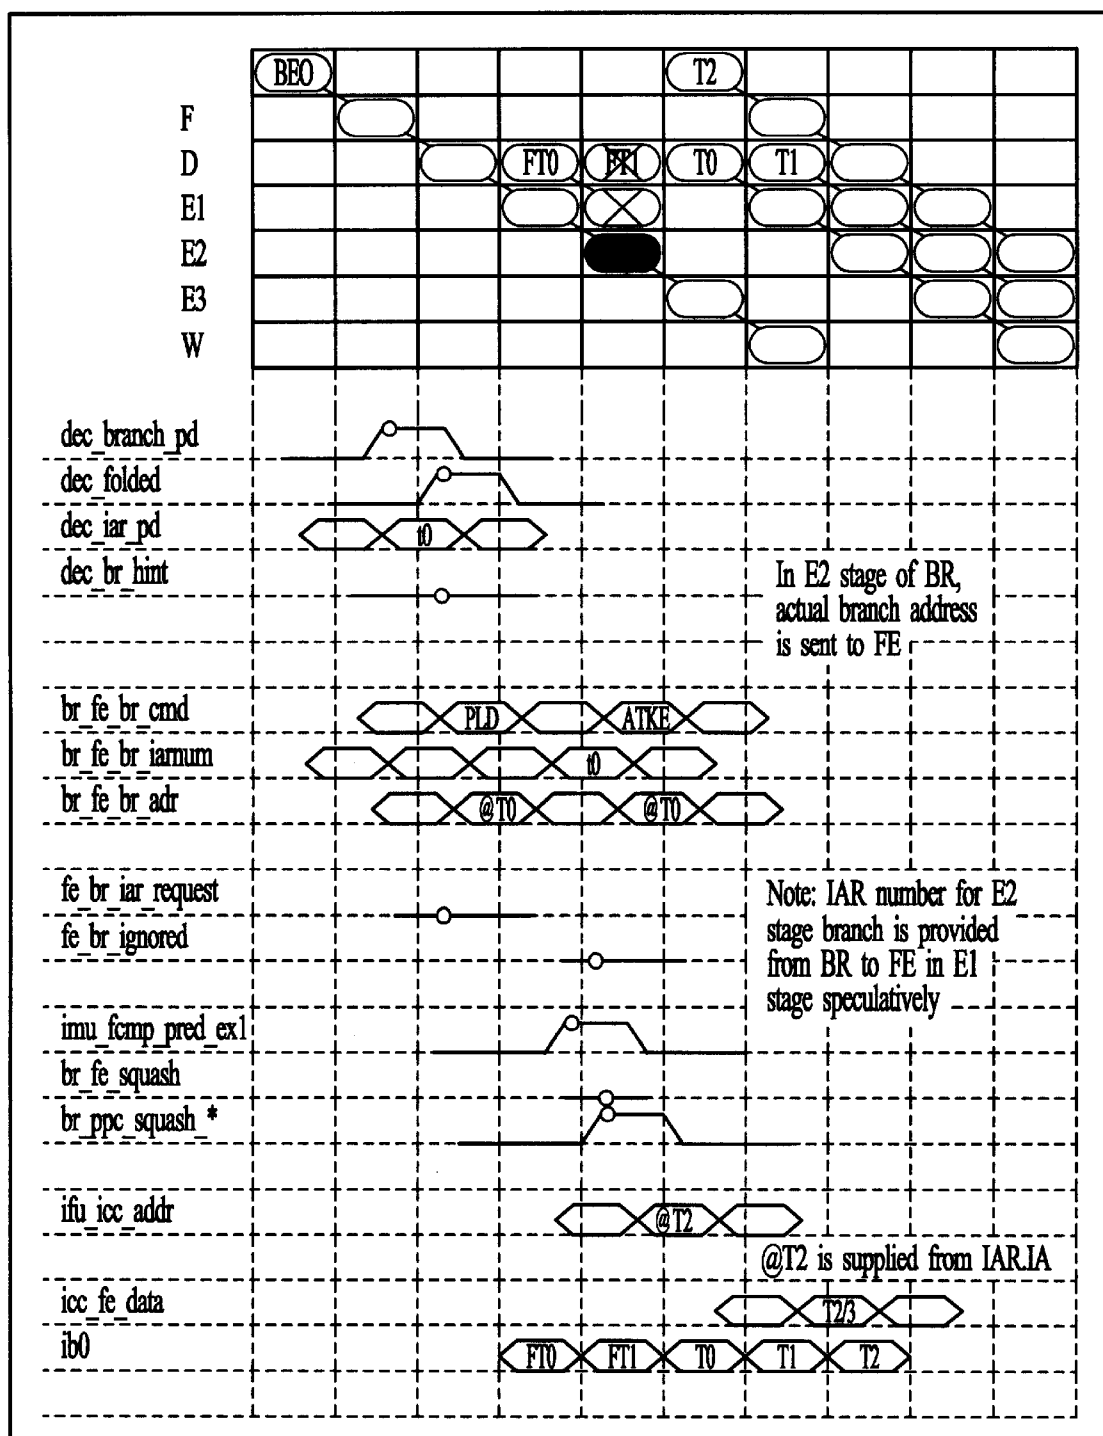 BEO T2
F
D FT0 FT1 T0 T1
E1
E2
E3
W
dec_branch_pd
dec_folded
dec_iar_pd t0
dec_br_hint
In E2 stage of BR,
actual branch address
is sent to FE
br_fe_br_cmd PLD ATKE
br_fe_br_iarnum t0
br_fe_br_adr @T0 @T0
fe_br_iar_request
fe_br_ignored
Note: IAR number for E2
stage branch is provided
from BR to FE in E1
stage speculatively
imu_fcmp_pred_ex1
br_fe_squash
br_ppc_squash_*
ifu_icc_addr @T2
@T2 is supplied from IAR.IA
icc_fe_data T2/3
ib0 FT0 FT1 T0 T1 T2